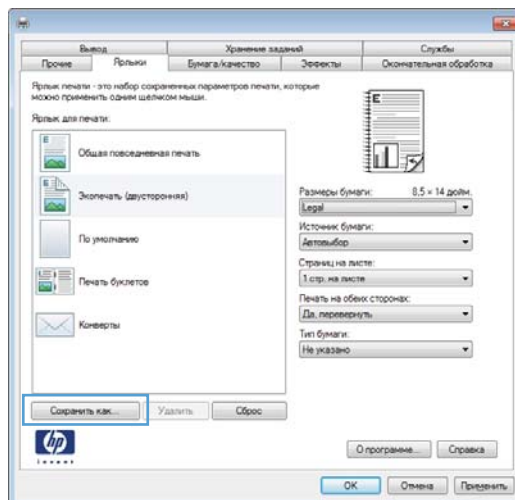 Вывод
Хранение заданий
Службы
Прочие
Ярлыки
Бумага/качество
Эффекты
Окончательная обработка
Ярлык печати - это набор сохраненных параметров печати, которые
можно применить одним щелчком мыши.
Ярлык для печати:
Общая повседневная печать
Экопечать (двусторонняя)
По умолчанию
Печать буклетов
Конверты
Размеры бумаги: 8,5 × 14 дюйм.
Legal
Источник бумаги:
Автовыбор
Страниц на листе:
1 стр. на листе
Печать на обеих сторонах:
Да, перевернуть
Тип бумаги:
Не указано
Сохранить как...
Удалить
Сброс
hp
invent
О программе...
Справка
OK
Отмена
Применить